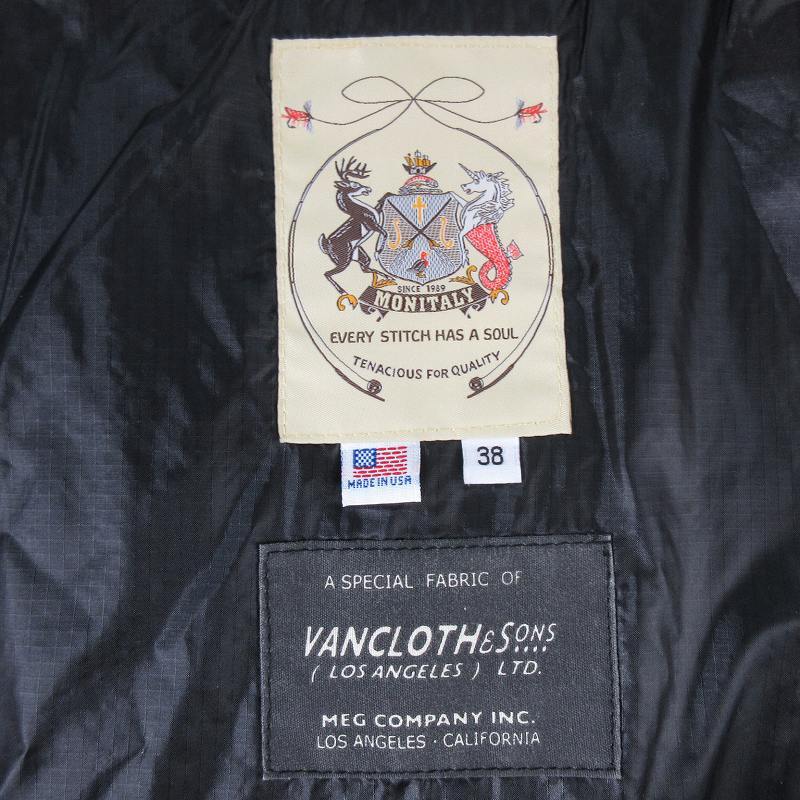 SINCE 1989
MONITALY
EVERY STITCH HAS A SOUL
TENACIOUS FOR QUALITY
MADE IN USA
38
A SPECIAL FABRIC OF
VANCLOTH & SONS
( LOS ANGELES ) LTD.
MEG COMPANY INC.
LOS ANGELES · CALIFORNIA